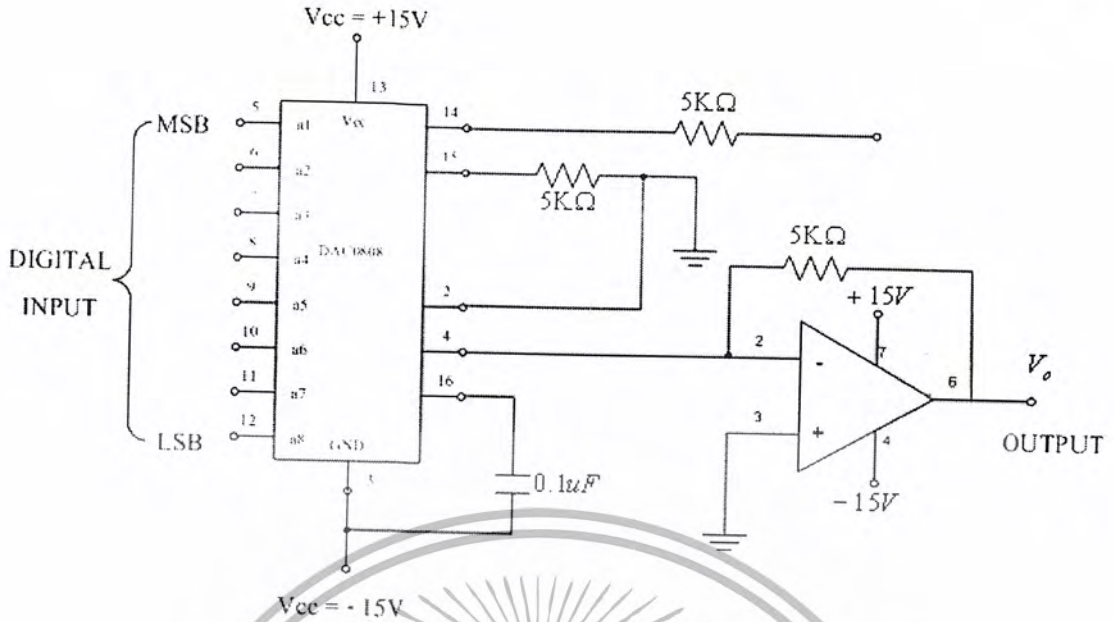 Vcc = +15V
13
5
MSB
a1
Vcc
14
5KΩ
6
a2
15
5KΩ
a3
8
a4
DAC0808
5KΩ
DIGITAL
INPUT
9
a5
2
+15V
10
a6
4
2
-
7
6
V₀
11
a7
16
3
+
4
OUTPUT
LSB
12
a8
GND
3
0.1uF
-15V
Vcc = - 15V